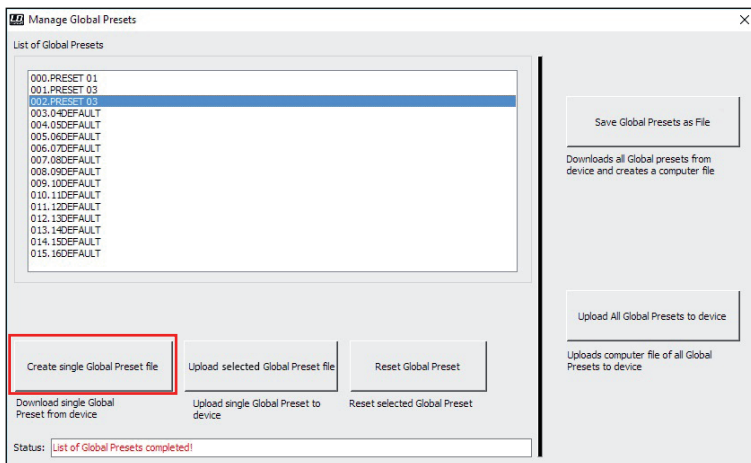 LD Manage Global Presets
List of Global Presets
000.PRESET 01
001.PRESET 03
002.PRESET 03
003.04DEFAULT
004.05DEFAULT
005.06DEFAULT
006.07DEFAULT
007.08DEFAULT
008.09DEFAULT
009.10DEFAULT
010.11DEFAULT
011.12DEFAULT
012.13DEFAULT
013.14DEFAULT
014.15DEFAULT
015.16DEFAULT
Save Global Presets as File
Downloads all Global presets from
device and creates a computer file
Upload All Global Presets to device
Uploads computer file of all Global
Presets to device
Create single Global Preset file
Download single Global
Preset from device
Upload selected Global Preset file
Upload single Global Preset to
device
Reset Global Preset
Reset selected Global Preset
Status: List of Global Presets completed!